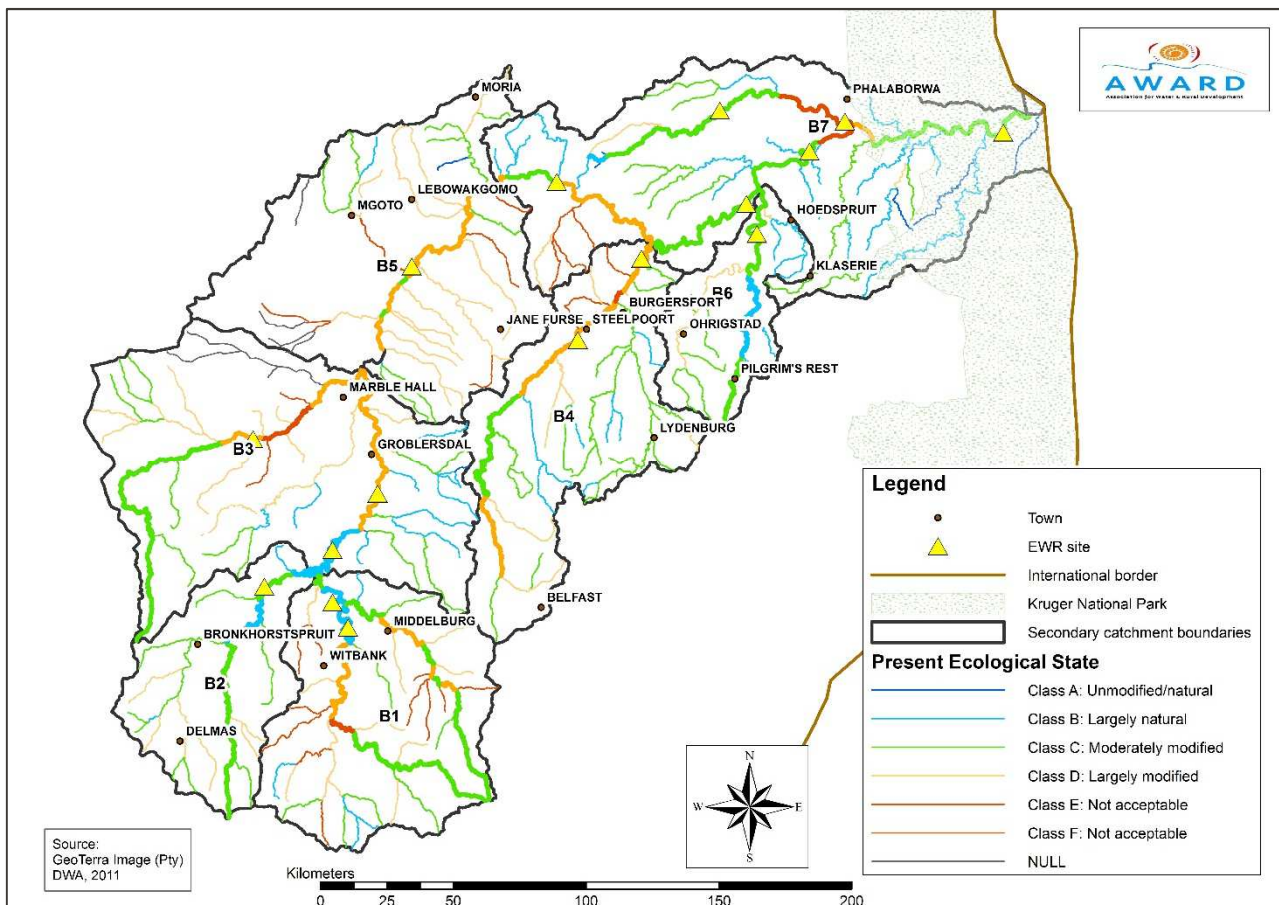 AWARD
Association for Water & Rural Development
MORIA
PHALABORWA
B7
LEBOWAKGOMO
MGOTO
HOEDSPRUIT
B5
KLASERIE
BURGERSFORT
B6
JANE FURSE
STEELPOORT
OHRIGSTAD
PILGRIM'S REST
MARBLE HALL
B4
LYDENBURG
B3
GROBLERSDAL
BELFAST
BRONKHORSTSPRUIT
MIDDELBURG
WITBANK
B2
B1
DELMAS
Legend
Town
EWR site
International border
Kruger National Park
Secondary catchment boundaries
Present Ecological State
Class A: Unmodified/natural
Class B: Largely natural
Class C: Moderately modified
Class D: Largely modified
Class E: Not acceptable
Class F: Not acceptable
NULL
N
W
E
S
Source:
GeoTerra Image (Pty)
DWA, 2011
Kilometers
0 25 50 100 150 200